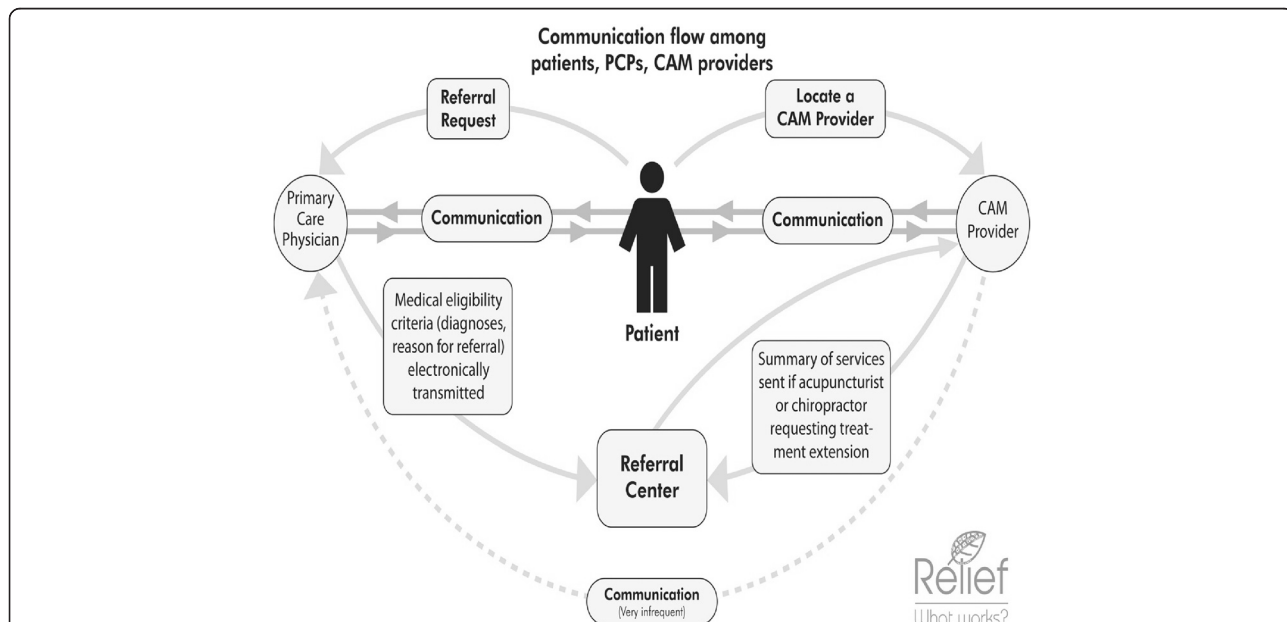 Communication flow among
patients, PCPs, CAM providers
Referral
Request
Locate a
CAM Provider
Primary
Care
Physician
Communication
Communication
CAM
Provider
Patient
Medical eligibility
criteria (diagnoses,
reason for referral)
electronically
transmitted
Summary of services
sent if acupuncturist
or chiropractor
requesting treat-
ment extension
Referral
Center
Communication
(Very infrequent)
Relief
What works?